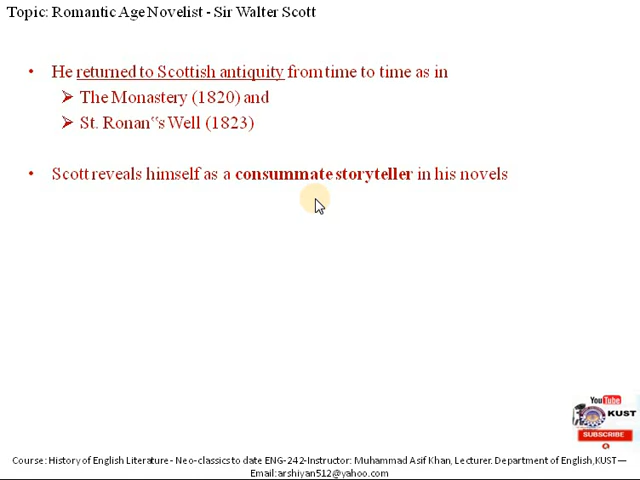 Topic: Romantic Age Novelist - Sir Walter Scott
• He returned to Scottish antiquity from time to time as in
➢ The Monastery (1820) and
➢ St. Ronan‟s Well (1823)
• Scott reveals himself as a consummate storyteller in his novels
YouTube
KUST
SUBSCRIBE
Course: History of English Literature - Neo-classics to date ENG-242-Instructor: Muhammad Asif Khan, Lecturer. Department of English,KUST—
Email:arshiyan512@yahoo.com